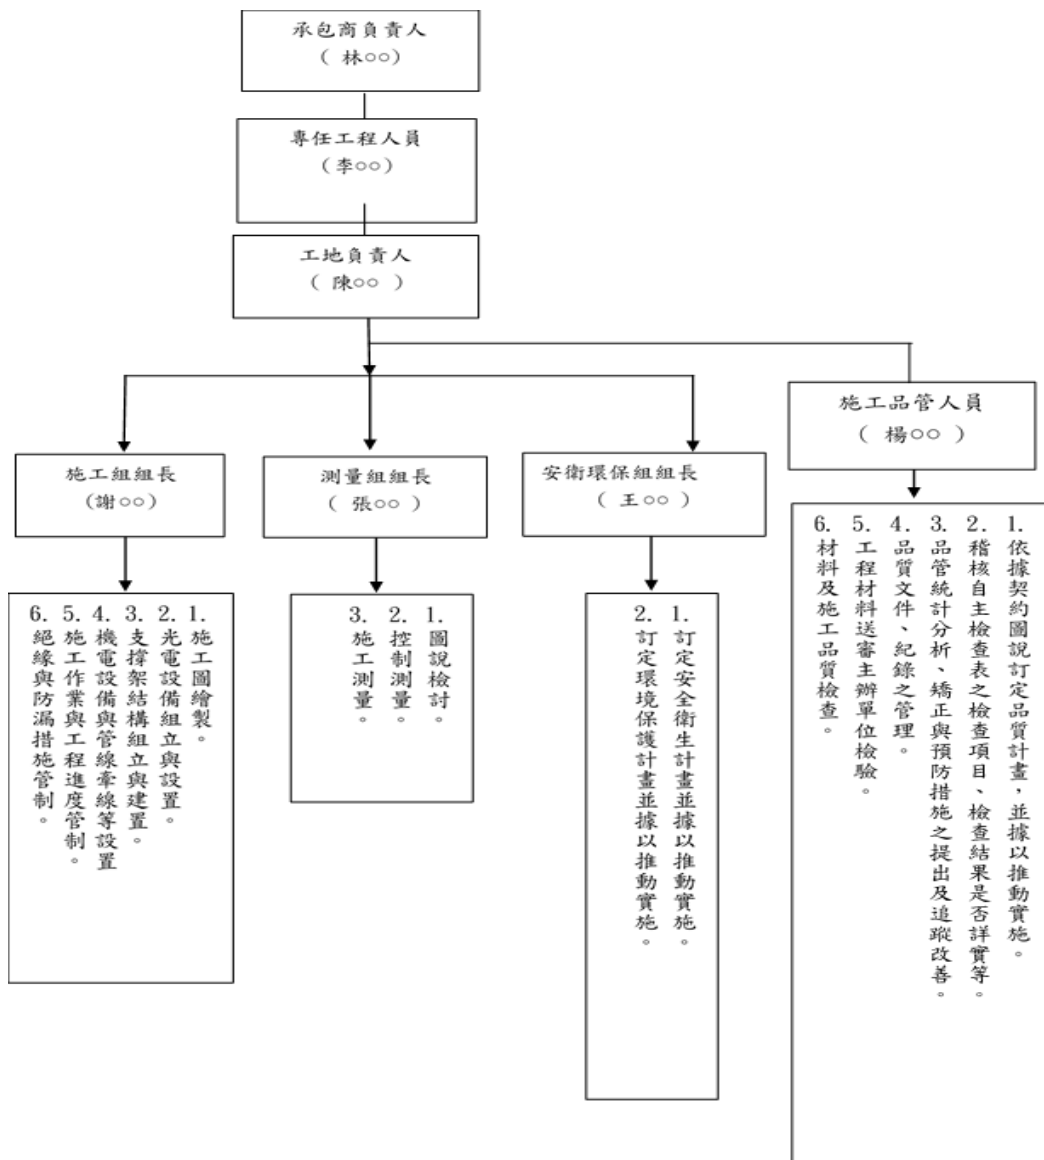 承包商負責人
( 林○○)
專任工程人員
(李○○)
工地負責人
( 陳○○ )
施工品管人員
( 楊○○ )
施工組組長
(謝○○)
測量組組長
( 張○○ )
安衛環保組組長
( 王○○ )
1. 施工圖繪製。
2. 光電設備組立與設置。
3. 支撐架結構組立與建置。
4. 機電設備與管線牽線等設置
5. 施工作業與工程進度管制。
6. 絕緣與防漏措施管制。
1. 圖說檢討。
2. 控制測量。
3. 施工測量。
1. 訂定安全衛生計畫並據以推動實施。
2. 訂定環境保護計畫並據以推動實施。
1. 依據契約圖說訂定品質計畫，並據以推動實施。
2. 稽核自主檢查表之檢查項目、檢查結果是否詳實等。
3. 品管統計分析、矯正與預防措施之提出及追蹤改善。
4. 品質文件、紀錄之管理。
5. 工程材料送審主辦單位檢驗。
6. 材料及施工品質檢查。